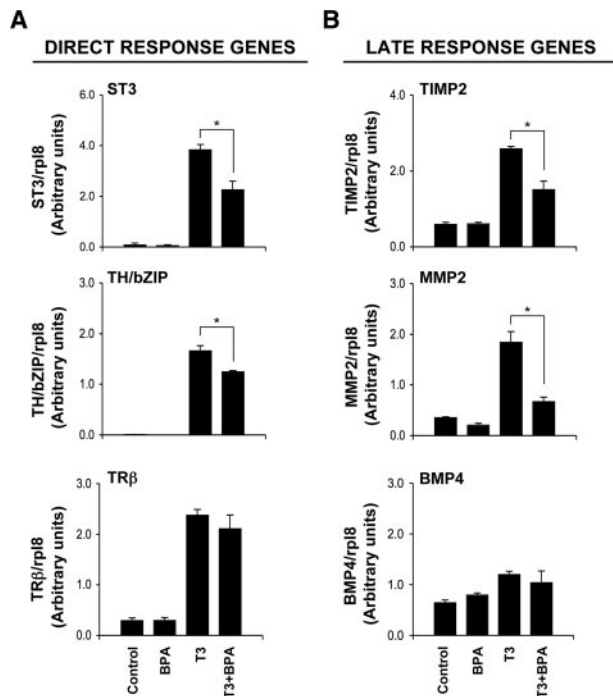 A
DIRECT RESPONSE GENES
ST3
ST3/rpl8
(Arbitrary units)
6.0
4.0
2.0
0.0
*
TH/bZIP
TH/bZIP/rpl8
(Arbitrary units)
3.0
2.0
1.0
0.0
*
TRβ
TRβ/rpl8
(Arbitrary units)
3.0
2.0
1.0
0.0
Control
BPA
T3
T3+BPA
B
LATE RESPONSE GENES
TIMP2
TIMP2/rpl8
(Arbitrary units)
4.0
2.0
0.0
*
MMP2
MMP2/rpl8
(Arbitrary units)
3.0
2.0
1.0
0.0
*
BMP4
BMP4/rpl8
(Arbitrary units)
3.0
2.0
1.0
0.0
Control
BPA
T3
T3+BPA